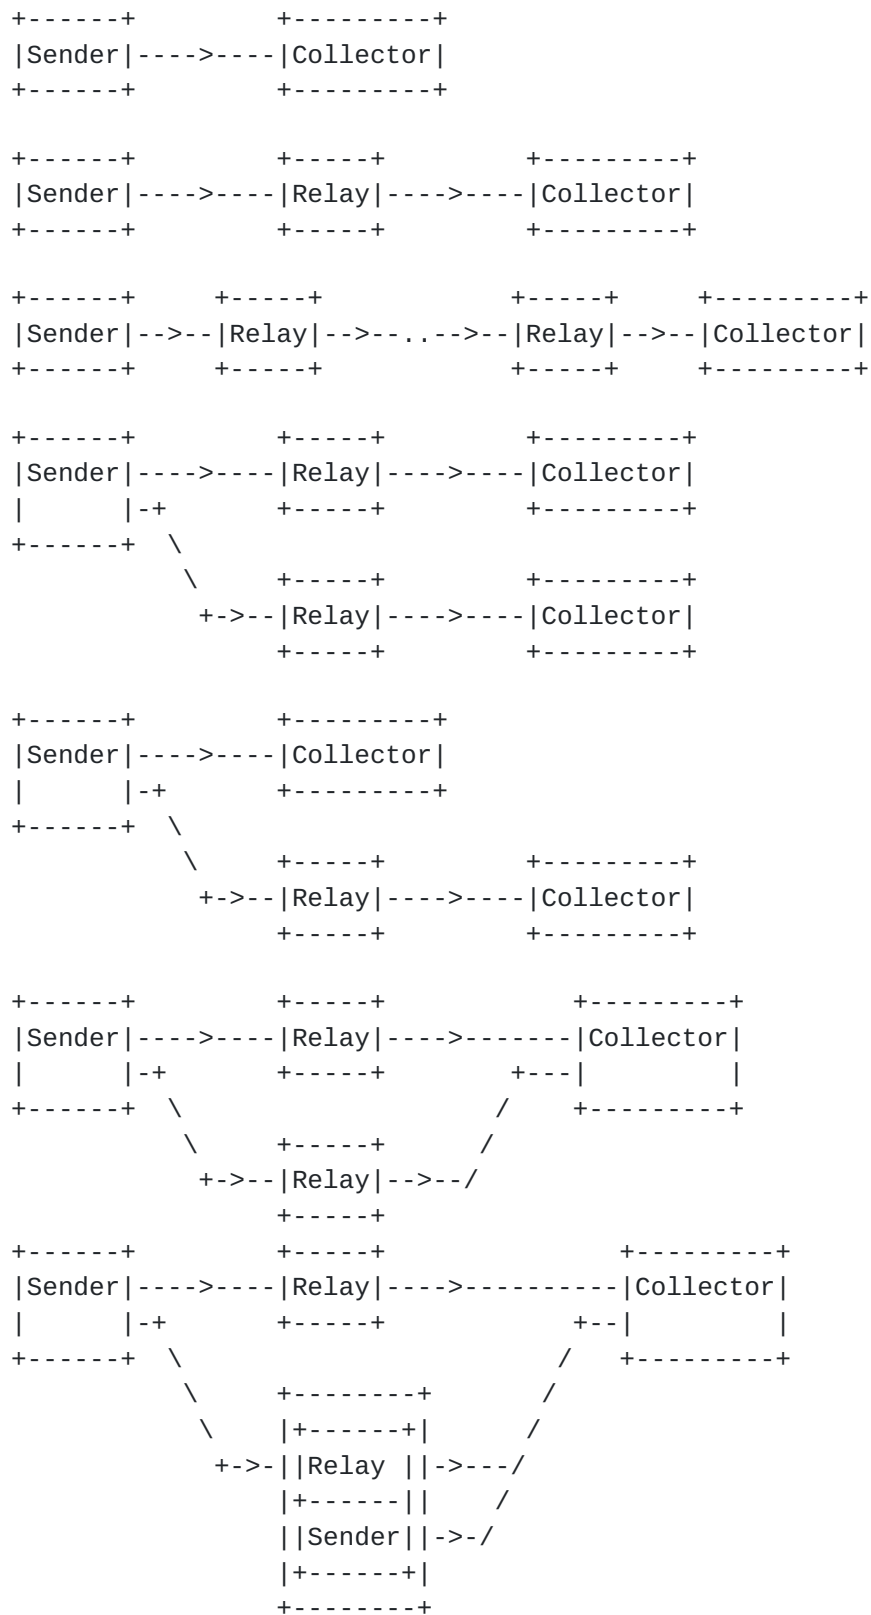 +------+         +---------+
|Sender|---->----|Collector|
+------+         +---------+

+------+         +-----+         +---------+
|Sender|---->----|Relay|---->----|Collector|
+------+         +-----+         +---------+

+------+     +-----+            +-----+     +---------+
|Sender|-->--|Relay|-->--..-->--|Relay|-->--|Collector|
+------+     +-----+            +-----+     +---------+

+------+         +-----+         +---------+
|Sender|---->----|Relay|---->----|Collector|
|      |-+       +-----+         +---------+
+------+  \
           \     +-----+         +---------+
            +->--|Relay|---->----|Collector|
                 +-----+         +---------+

+------+         +---------+
|Sender|---->----|Collector|
|      |-+       +---------+
+------+  \
           \     +-----+         +---------+
            +->--|Relay|---->----|Collector|
                 +-----+         +---------+

+------+         +-----+            +---------+
|Sender|---->----|Relay|---->-------|Collector|
|      |-+       +-----+        +---|         |
+------+  \                    /    +---------+
           \     +-----+      /
            +->--|Relay|-->--/
                 +-----+
+------+         +-----+               +---------+
|Sender|---->----|Relay|---->----------|Collector|
|      |-+       +-----+            +--|         |
+------+  \                        /   +---------+
           \     +--------+       /
            \    |+------+|      /
             +->-||Relay ||->---/
                 |+------||    /
                 ||Sender||->-/
                 |+------+|
                 +--------+